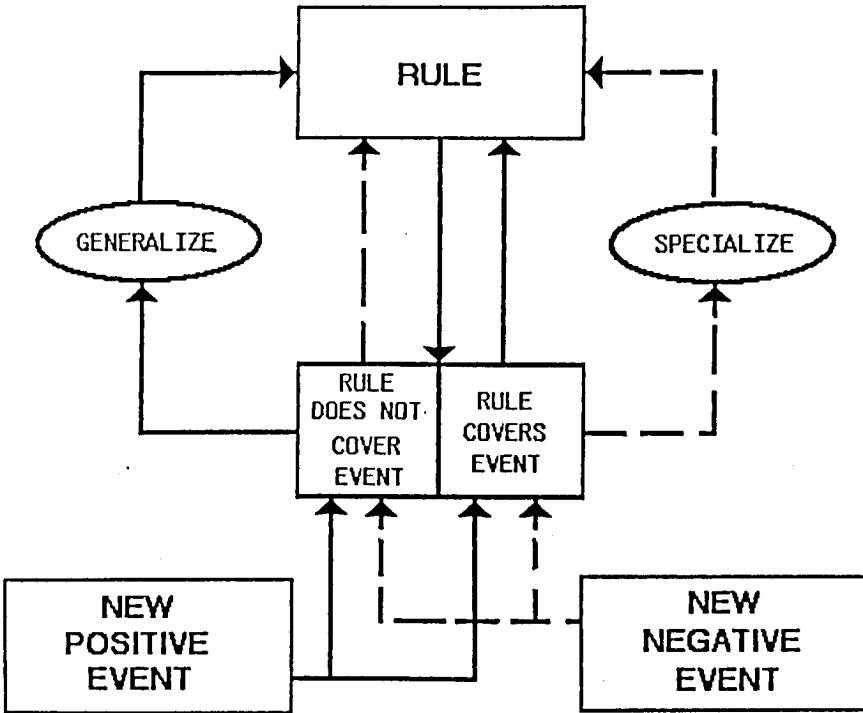 RULE
GENERALIZE
SPECIALIZE
RULE
DOES NOT
COVER
EVENT
RULE
COVERS
EVENT
NEW
POSITIVE
EVENT
NEW
NEGATIVE
EVENT